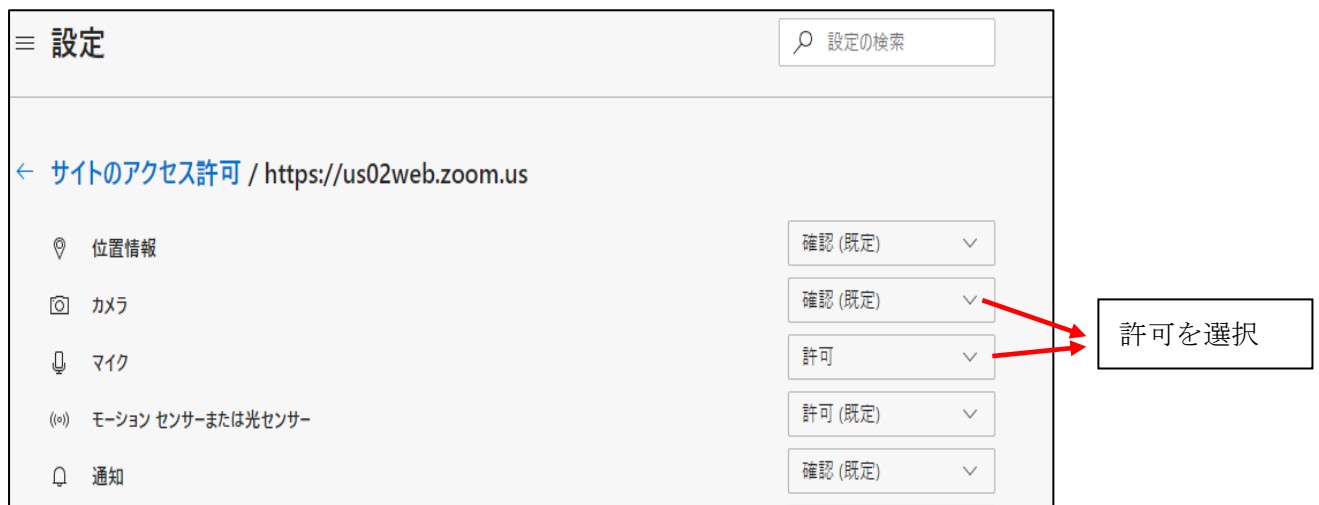 設定
設定の検索
サイトのアクセス許可 / https://us02web.zoom.us
位置情報 確認 (既定)
カメラ 確認 (既定)
マイク 許可
モーション センサーまたは光センサー 許可 (既定)
通知 確認 (既定)
許可を選択